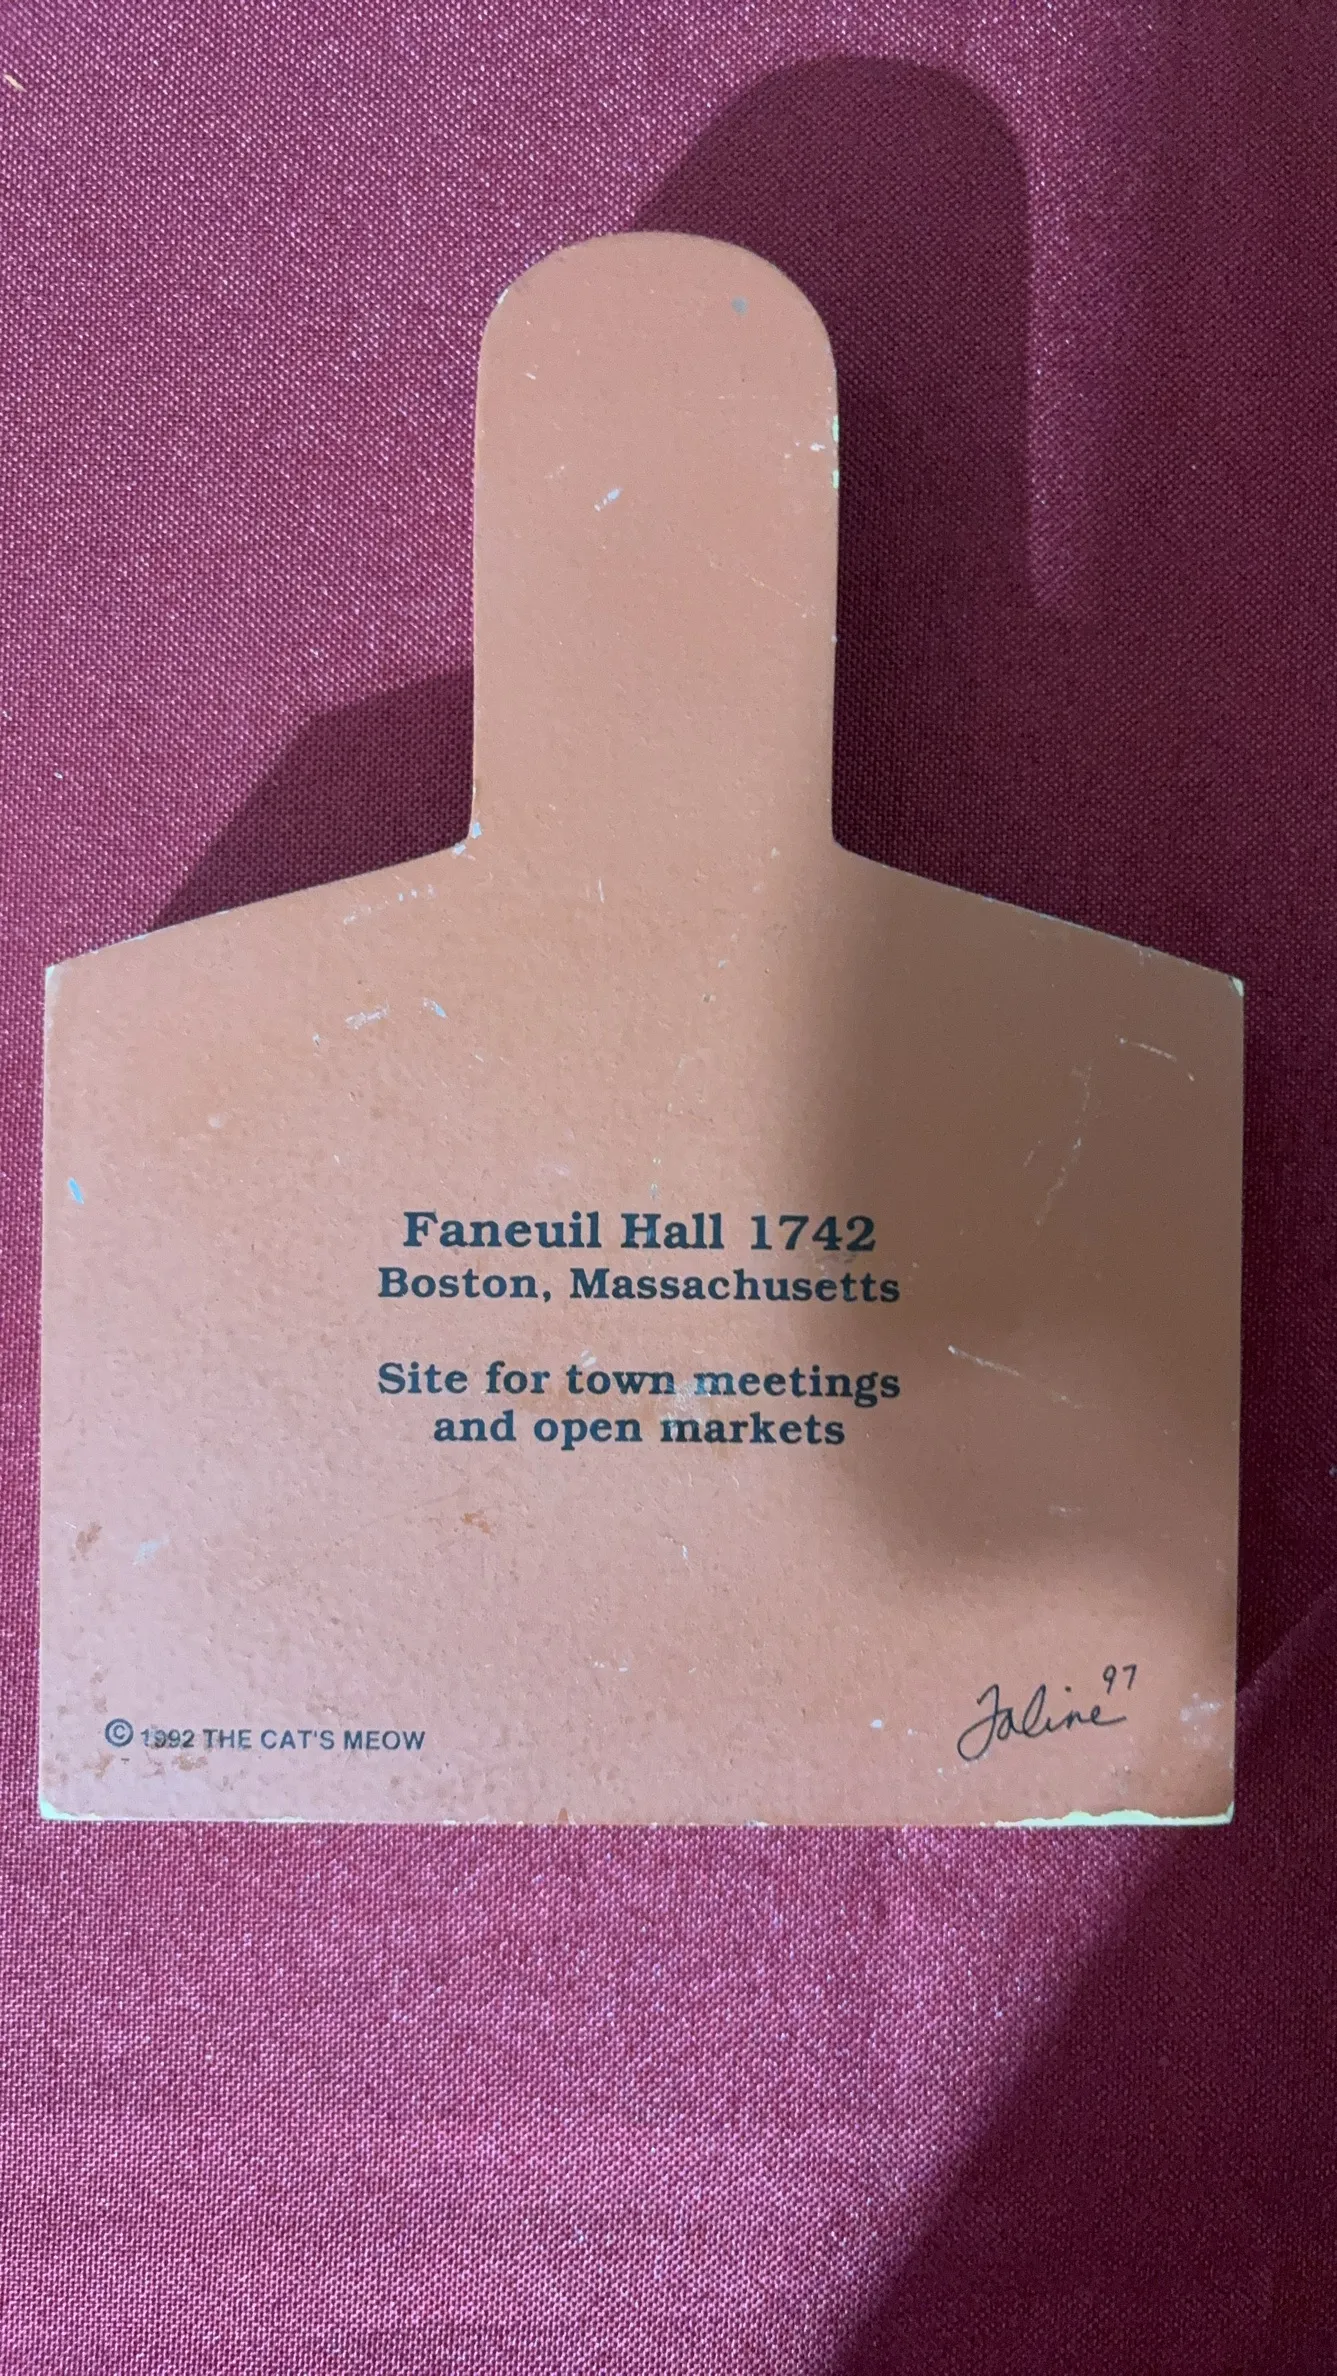 Faneuil Hall 1742
Boston, Massachusetts
Site for town meetings
and open markets
© 1992 THE CAT'S MEOW
Faline 97